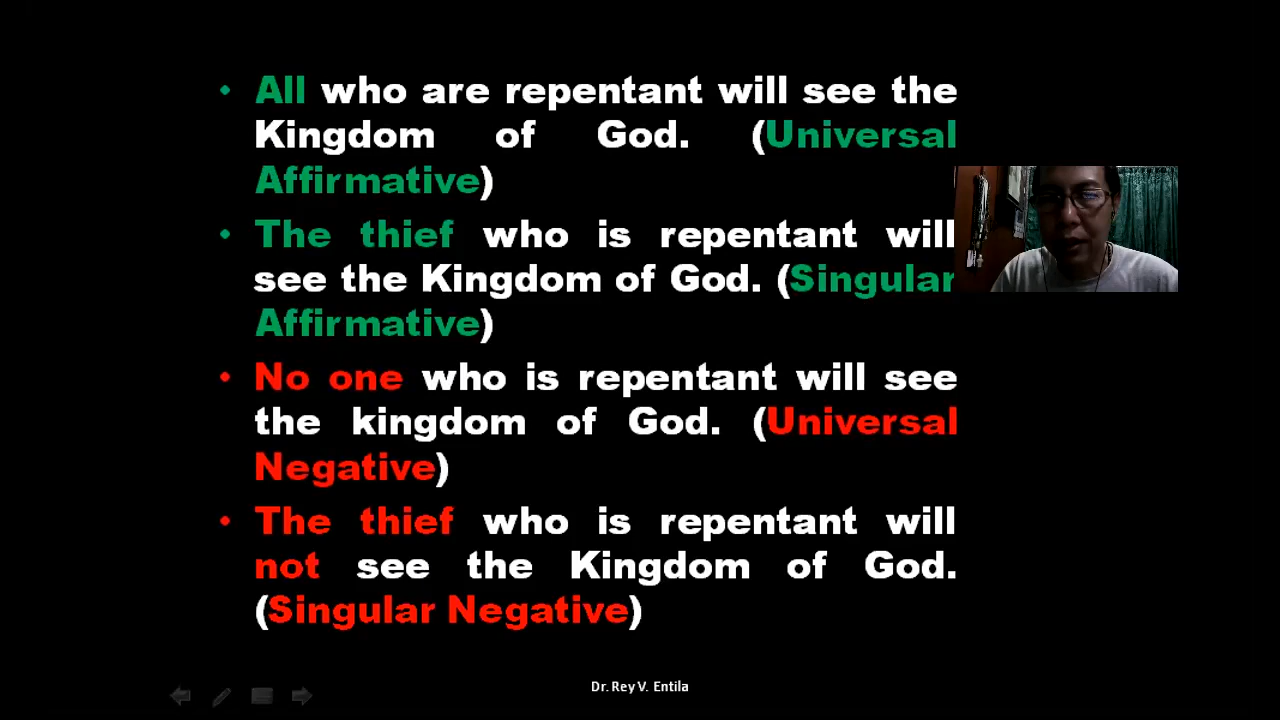 • All who are repentant will see the
Kingdom of God. (Universal
Affirmative)
• The thief who is repentant will
see the Kingdom of God. (Singular
Affirmative)
• No one who is repentant will see
the kingdom of God. (Universal
Negative)
• The thief who is repentant will
not see the Kingdom of God.
(Singular Negative)
Dr. Rey V. Entila